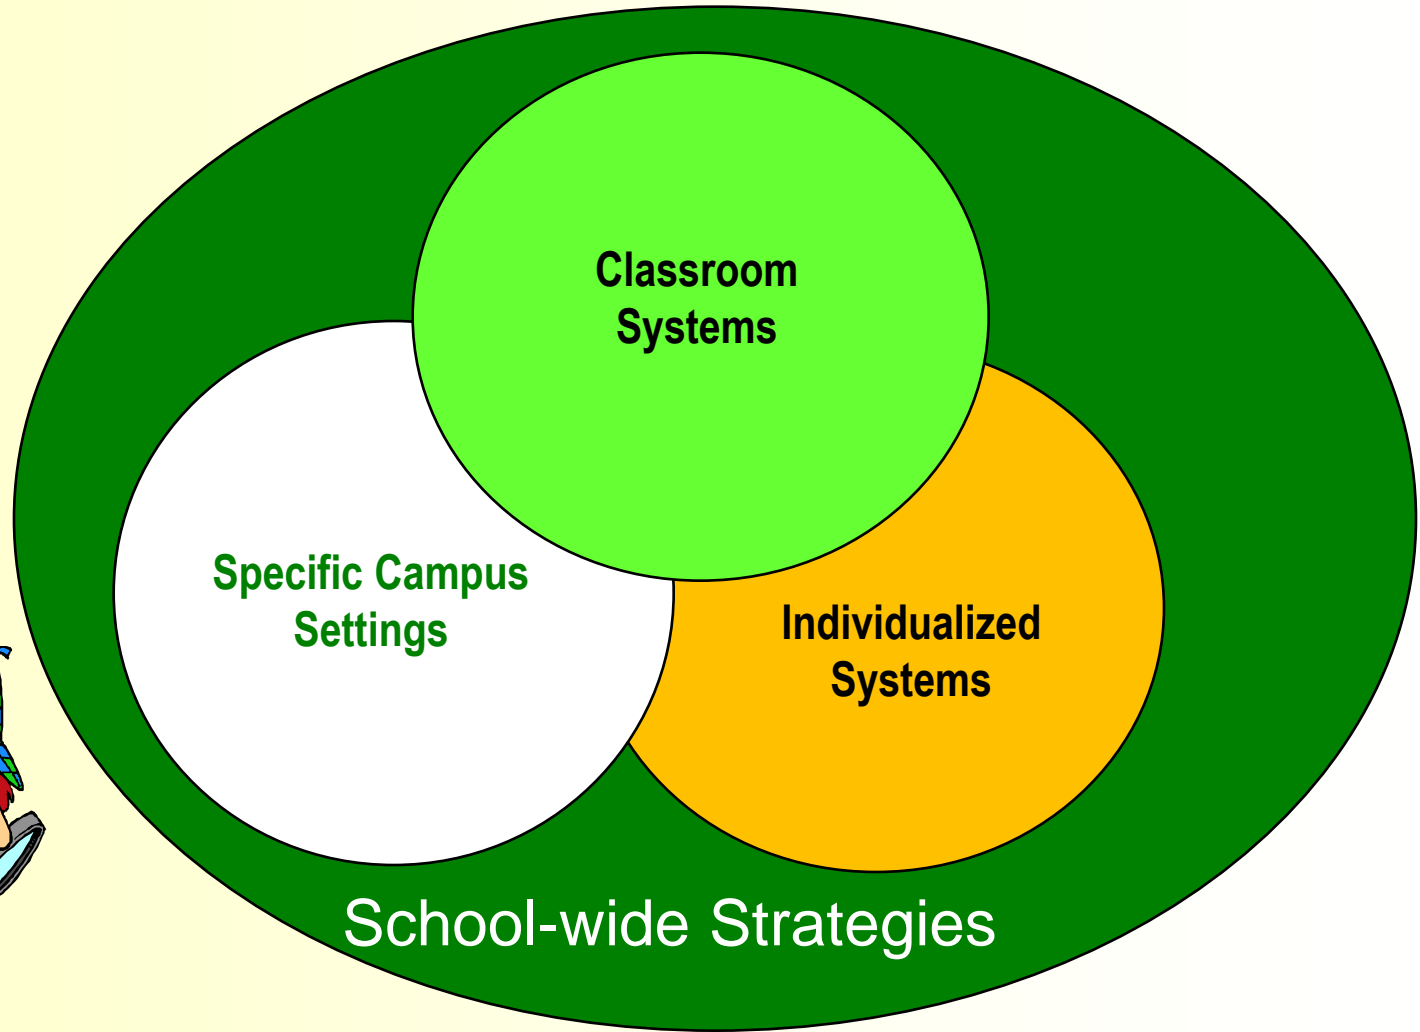 Classroom
Systems
Specific Campus
Settings
Individualized
Systems
School-wide Strategies